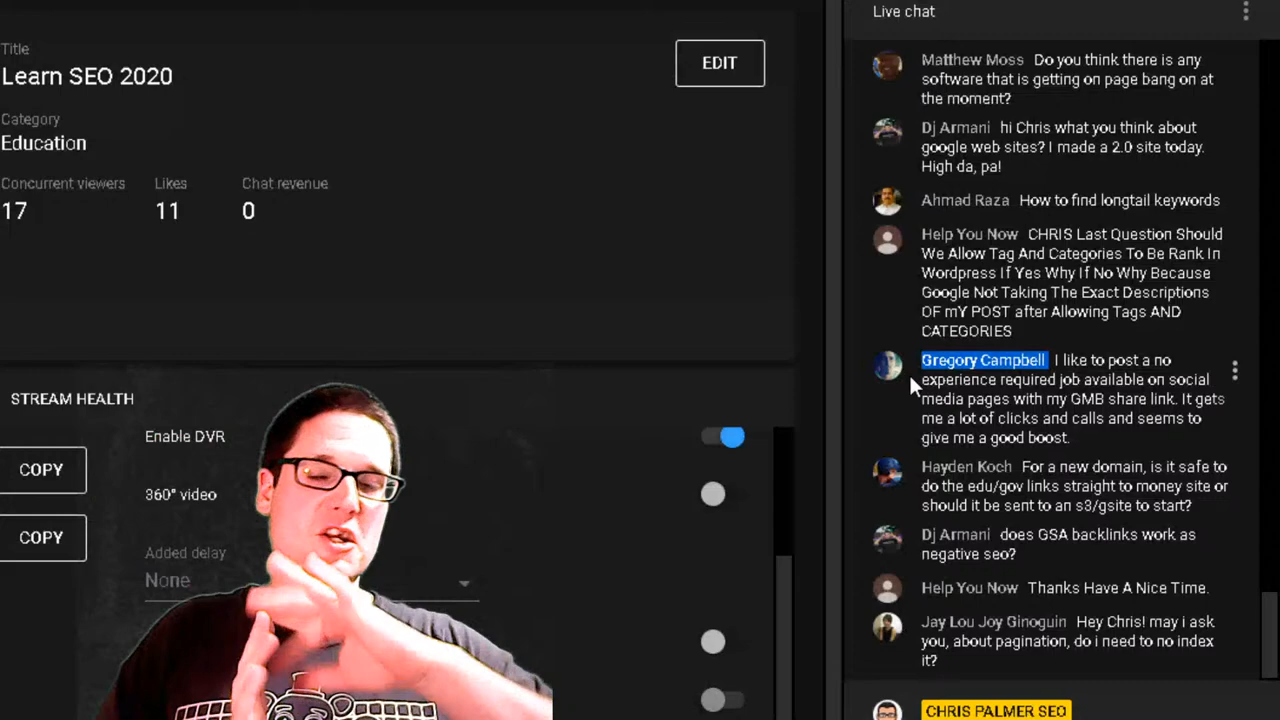 Title
Learn SEO 2020
EDIT
Category
Education
Concurrent viewers
Likes
Chat revenue
17
11
0
STREAM HEALTH
Enable DVR
COPY
360° video
COPY
Added delay
None
Live chat
Matthew Moss Do you think there is any
software that is getting on page bang on at
the moment?
Dj Armani hi Chris what you think about
google web sites? I made a 2.0 site today.
High da, pa!
Ahmad Raza How to find longtail keywords
Help You Now CHRIS Last Question Should
We Allow Tag And Categories To Be Rank In
Wordpress If Yes Why If No Why Because
Google Not Taking The Exact Descriptions
OF mY POST after Allowing Tags AND
CATEGORIES
Gregory Campbell I like to post a no
experience required job available on social
media pages with my GMB share link. It gets
me a lot of clicks and calls and seems to
give me a good boost.
Hayden Koch For a new domain, is it safe to
do the edu/gov links straight to money site or
should it be sent to an s3/gsite to start?
Dj Armani does GSA backlinks work as
negative seo?
Help You Now Thanks Have A Nice Time.
Jay Lou Joy Ginoguin Hey Chris! may i ask
you, about pagination, do i need to no index
it?
CHRIS PALMER SEO